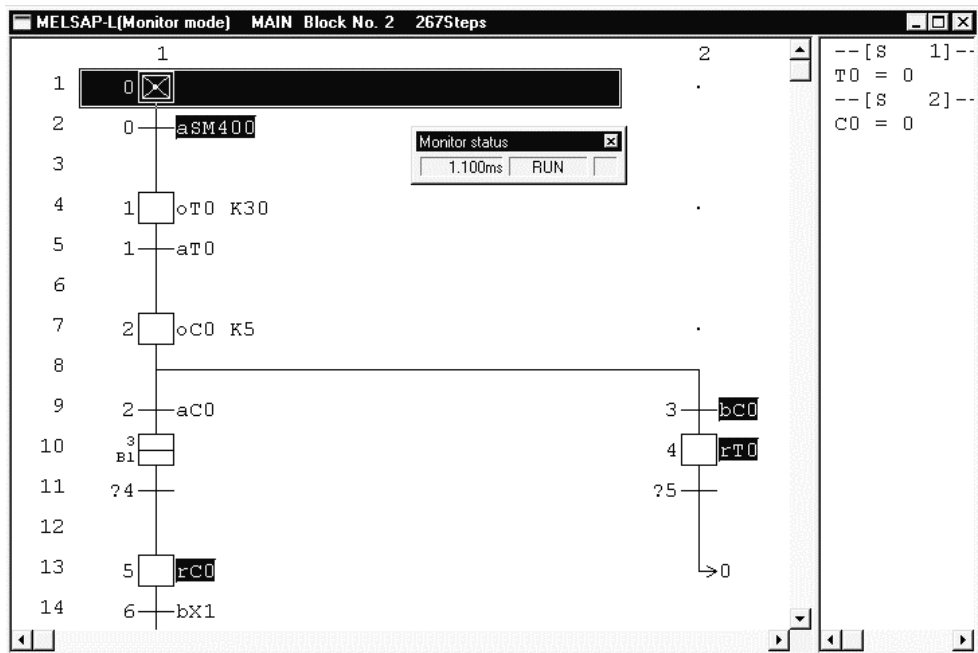 MELSAP-L(Monitor mode) MAIN Block No. 2 267Steps
1 2
1 0
2 0 aSM400
3
4 1 oT0 K30
5 1 aT0
6
7 2 oC0 K5
8
9 2 aC0 3 bC0
10 3 B1 4 rT0
11 ?4 ?5
12
13 5 rC0 0
14 6 bX1
Monitor status
1.100ms RUN
--[S 1]--
T0 = 0
--[S 2]--
C0 = 0